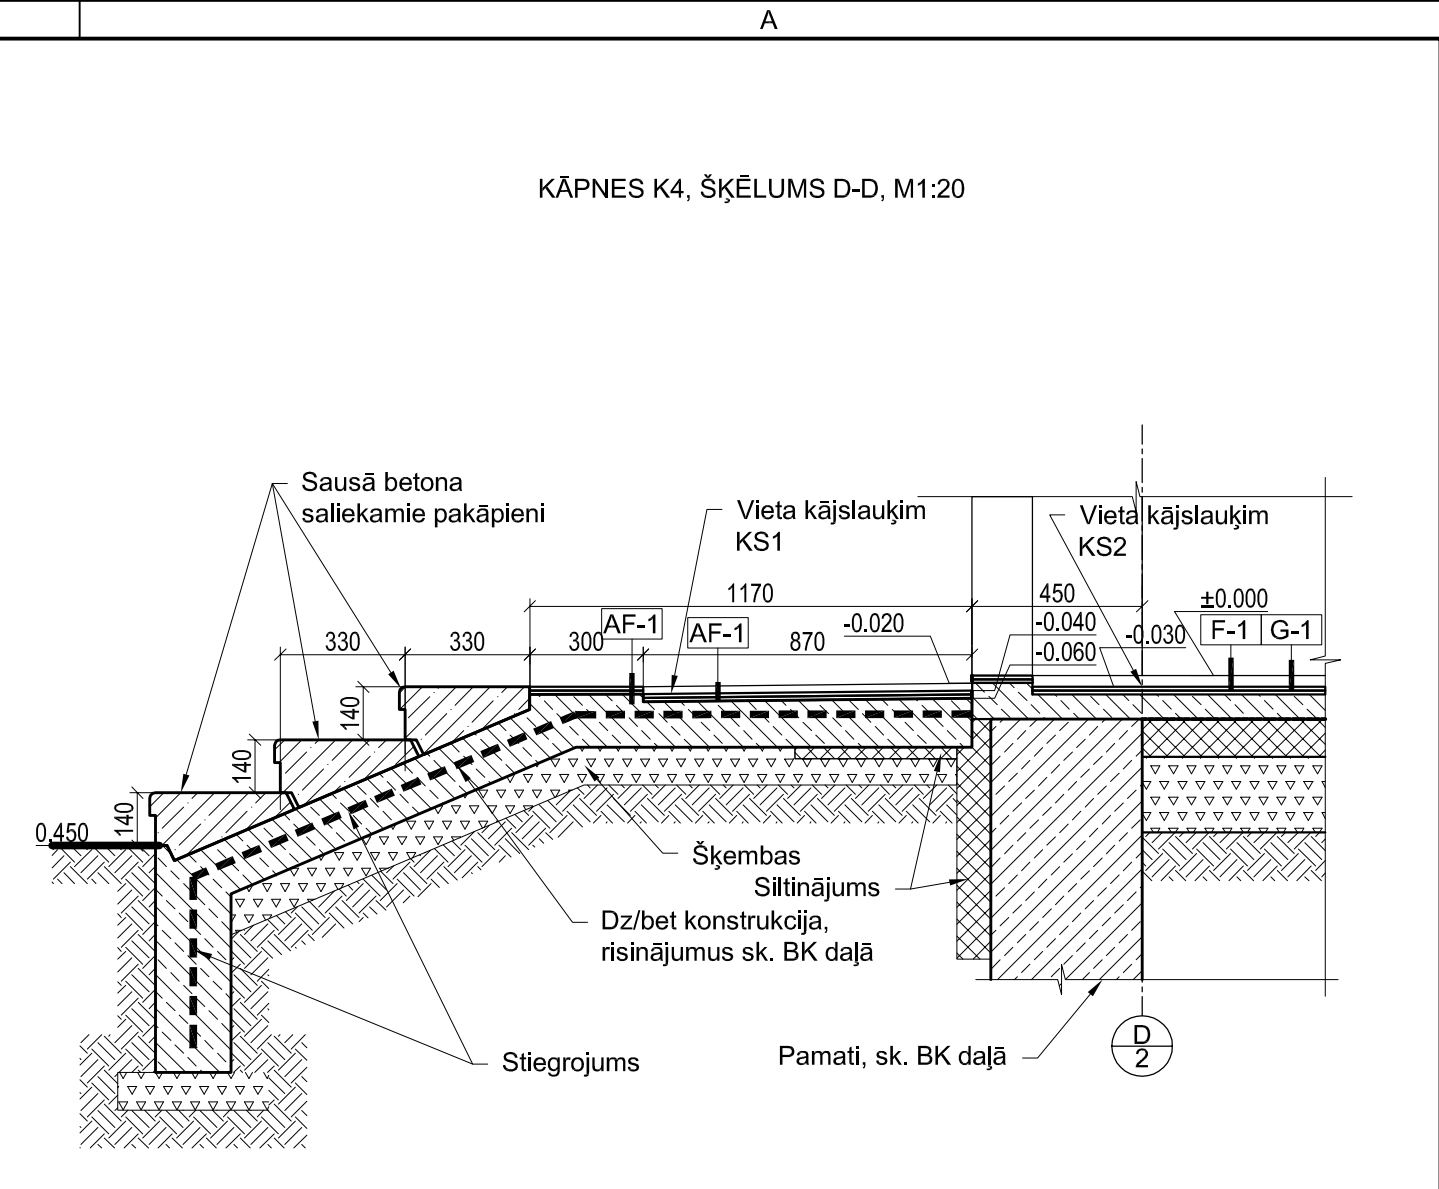 A
KĀPNES K4, ŠĶĒLUMS D-D, M1:20
Sausā betona
saliekamie pakāpieni
Vieta kājslauķim
KS1
Vieta kājslauķim
KS2
1170
450
±0.000
330
330
300
AF-1
AF-1
870
-0.020
-0.040
-0.060
-0.030
F-1
G-1
140
140
140
0.450
Šķembas
Siltinājums
Dz/bet konstrukcija,
risinājumus sk. BK daļā
Stiegrojums
Pamati, sk. BK daļā
D
2